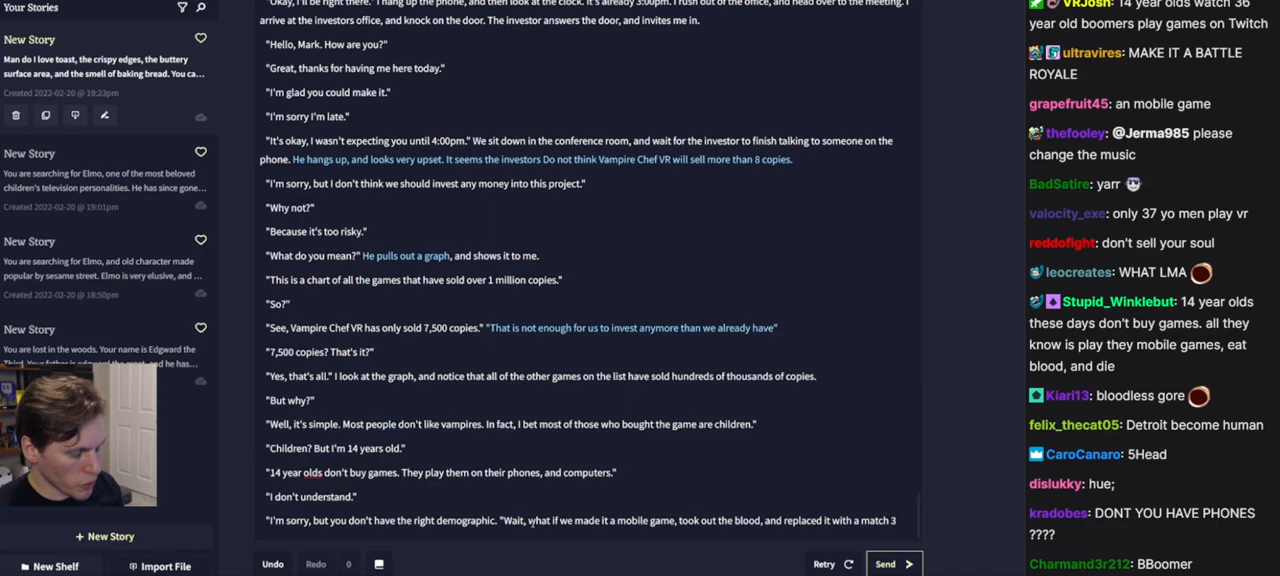 Your Stories
New Story
Man do I love toast, the crispy edges, the buttery
surface area, and the smell of baking bread. You ca...
Created 2022-02-20 @ 19:23pm
New Story
You are searching for Elmo, one of the most beloved
children's television personalities. He has since gone...
Created 2022-02-20 @ 19:01pm
New Story
You are searching for Elmo, and old character made
popular by sesame street. Elmo is very elusive, and ...
Created 2022-02-20 @ 18:50pm
New Story
You are lost in the woods. Your name is Edgward the
+ New Story
New Shelf
Import File
"Okay, I'll be right there." I hang up the phone, and then look at the clock. It's already 3:00pm. I rush out of the office, and head over to the meeting. I
arrive at the investors office, and knock on the door. The investor answers the door, and invites me in.
"Hello, Mark. How are you?"
"Great, thanks for having me here today."
"I'm glad you could make it."
"I'm sorry I'm late."
"It's okay, I wasn't expecting you until 4:00pm." We sit down in the conference room, and wait for the investor to finish talking to someone on the
phone. He hangs up, and looks very upset. It seems the investors Do not think Vampire Chef VR will sell more than 8 copies.
"I'm sorry, but I don't think we should invest any money into this project."
"Why not?"
"Because it's too risky."
"What do you mean?" He pulls out a graph, and shows it to me.
"This is a chart of all the games that have sold over 1 million copies."
"So?"
"See, Vampire Chef VR has only sold 7,500 copies." "That is not enough for us to invest anymore than we already have"
"7,500 copies? That's it?"
"Yes, that's all." I look at the graph, and notice that all of the other games on the list have sold hundreds of thousands of copies.
"But why?"
"Well, it's simple. Most people don't like vampires. In fact, I bet most of those who bought the game are children."
"Children? But I'm 14 years old."
"14 year olds don't buy games. They play them on their phones, and computers."
"I don't understand."
"I'm sorry, but you don't have the right demographic. "Wait, what if we made it a mobile game, took out the blood, and replaced it with a match 3
Undo
Redo
0
Retry
Send
VRJosh: 14 year olds watch 36
year old boomers play games on Twitch
ultravires: MAKE IT A BATTLE
ROYALE
grapefruit45: an mobile game
thefooley: @Jerma985 please
change the music
BadSatire: yarr
valocity_exe: only 37 yo men play vr
reddofight: don't sell your soul
leocreates: WHAT LMA
Stupid_Winklebut: 14 year olds
these days don't buy games. all they
know is play they mobile games, eat
blood, and die
Kiari13: bloodless gore
felix_thecat05: Detroit become human
CaroCanaro: 5Head
dislukky: hue;
kradobes: DONT YOU HAVE PHONES
????
Charmand3r212: BBoomer